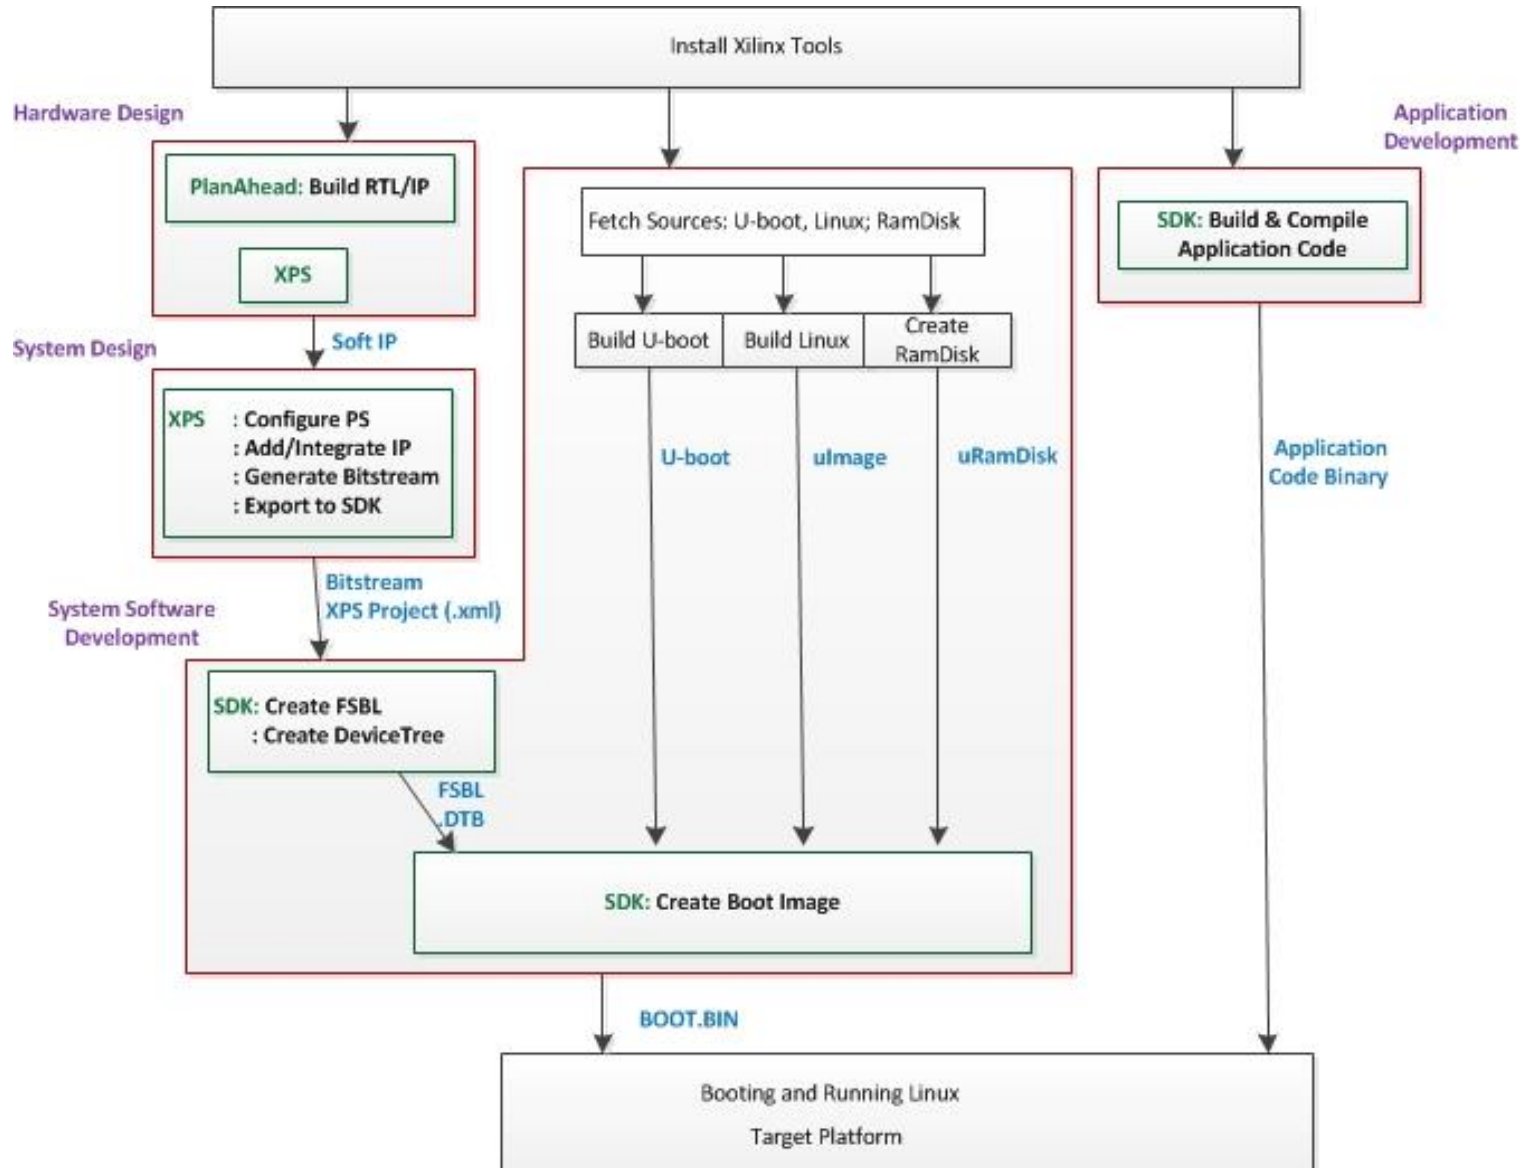 Install Xilinx Tools
Hardware Design
Application
Development
PlanAhead: Build RTL/IP
XPS
Fetch Sources: U-boot, Linux; RamDisk
SDK: Build & Compile
Application Code
Build U-boot
Build Linux
Create
RamDisk
Soft IP
System Design
XPS : Configure PS
: Add/Integrate IP
: Generate Bitstream
: Export to SDK
U-boot
uImage
uRamDisk
Application
Code Binary
Bitstream
XPS Project (.xml)
System Software
Development
SDK: Create FSBL
: Create DeviceTree
FSBL
.DTB
SDK: Create Boot Image
BOOT.BIN
Booting and Running Linux
Target Platform